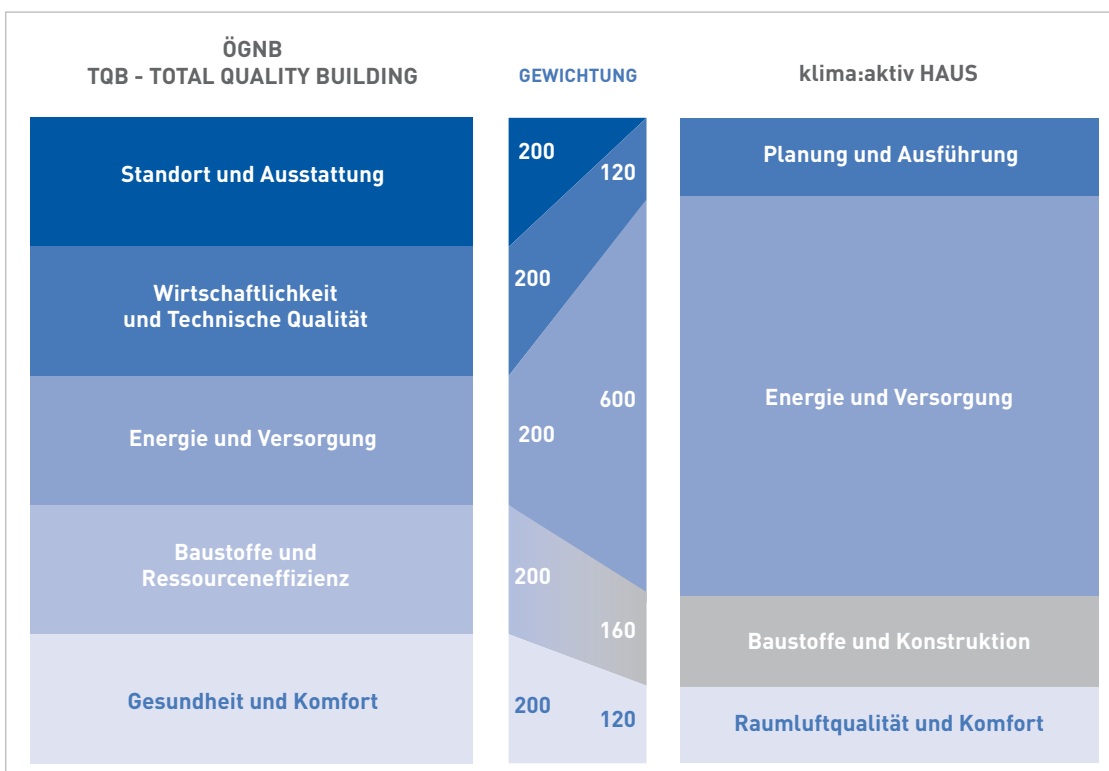 ÖGNB
TQB - TOTAL QUALITY BUILDING
GEWICHTUNG
klima:aktiv HAUS
Standort und Ausstattung
200
120
Planung und Ausführung
Wirtschaftlichkeit
und Technische Qualität
200
Energie und Versorgung
200
600
Energie und Versorgung
Baustoffe und
Ressourceneffizienz
200
160
Baustoffe und Konstruktion
Gesundheit und Komfort
200
120
Raumluftqualität und Komfort